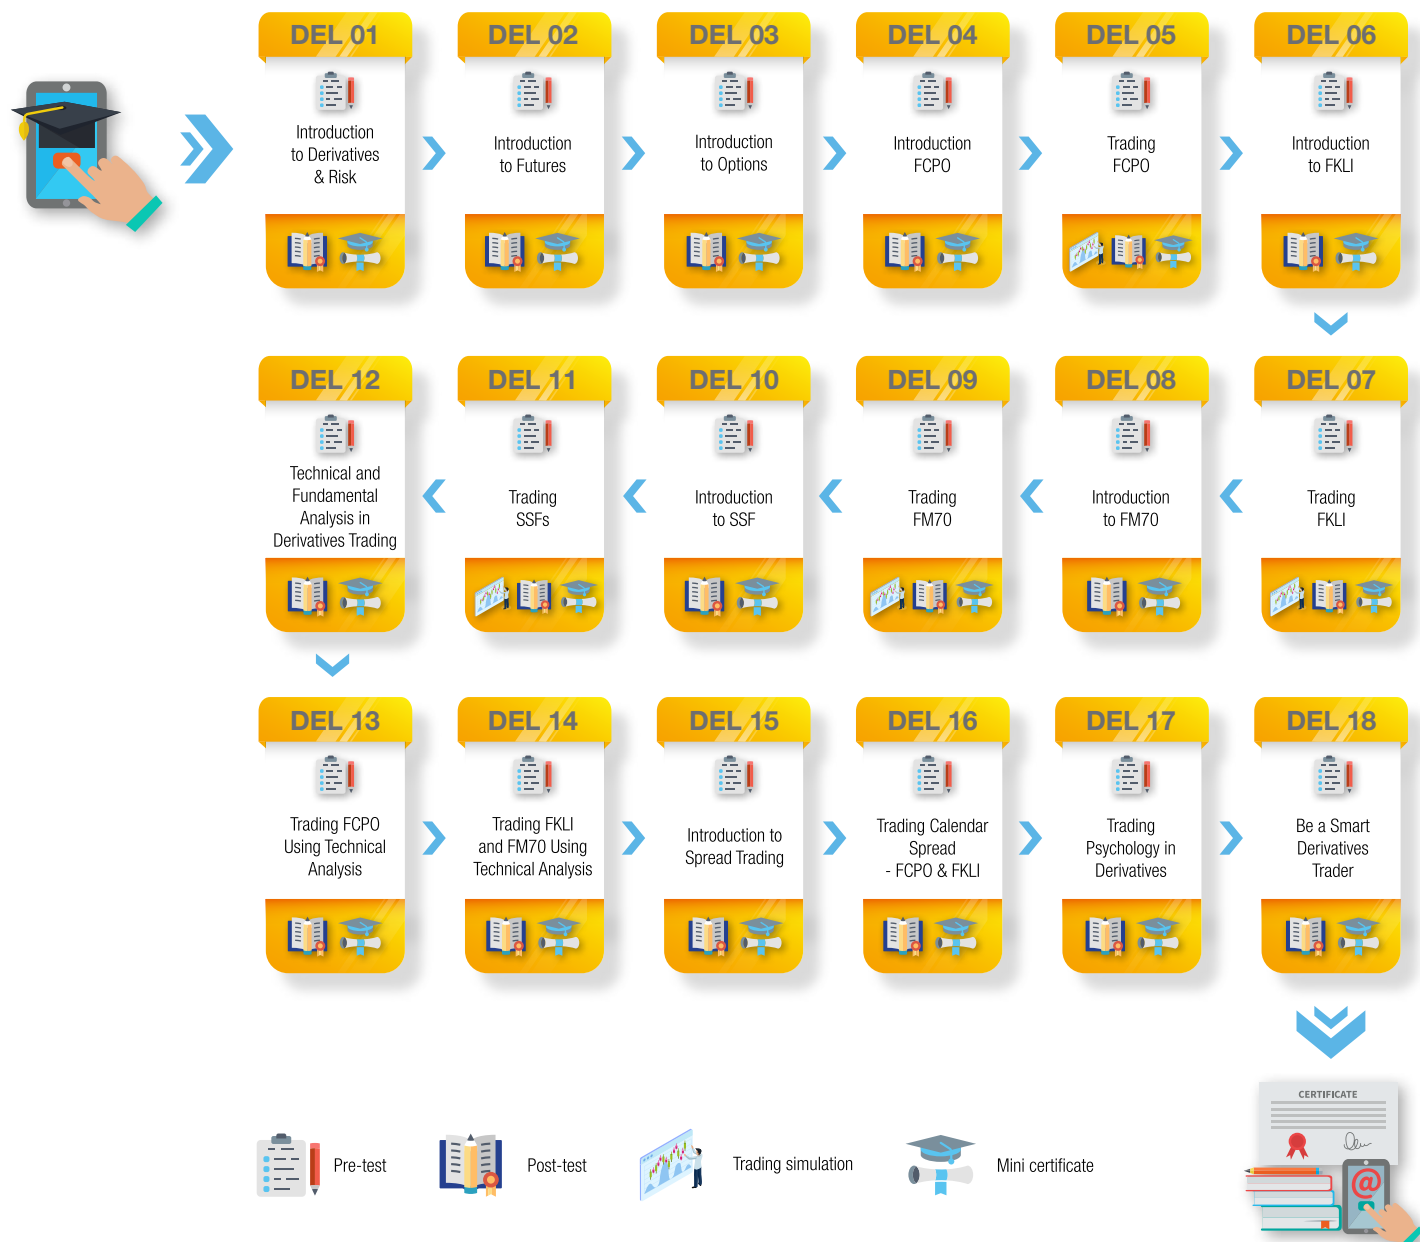 DEL 01
Introduction
to Derivatives
& Risk
DEL 02
Introduction
to Futures
DEL 03
Introduction
to Options
DEL 04
Introduction
FCPO
DEL 05
Trading
FCPO
DEL 06
Introduction
to FKLI
DEL 07
Trading
FKLI
DEL 08
Introduction
to FM70
DEL 09
Trading
FM70
DEL 10
Introduction
to SSF
DEL 11
Trading
SSFs
DEL 12
Technical and
Fundamental
Analysis in
Derivatives Trading
DEL 13
Trading FCPO
Using Technical
Analysis
DEL 14
Trading FKLI
and FM70 Using
Technical Analysis
DEL 15
Introduction to
Spread Trading
DEL 16
Trading Calendar
Spread
- FCPO & FKLI
DEL 17
Trading
Psychology in
Derivatives
DEL 18
Be a Smart
Derivatives
Trader
Pre-test
Post-test
Trading simulation
Mini certificate
CERTIFICATE
@